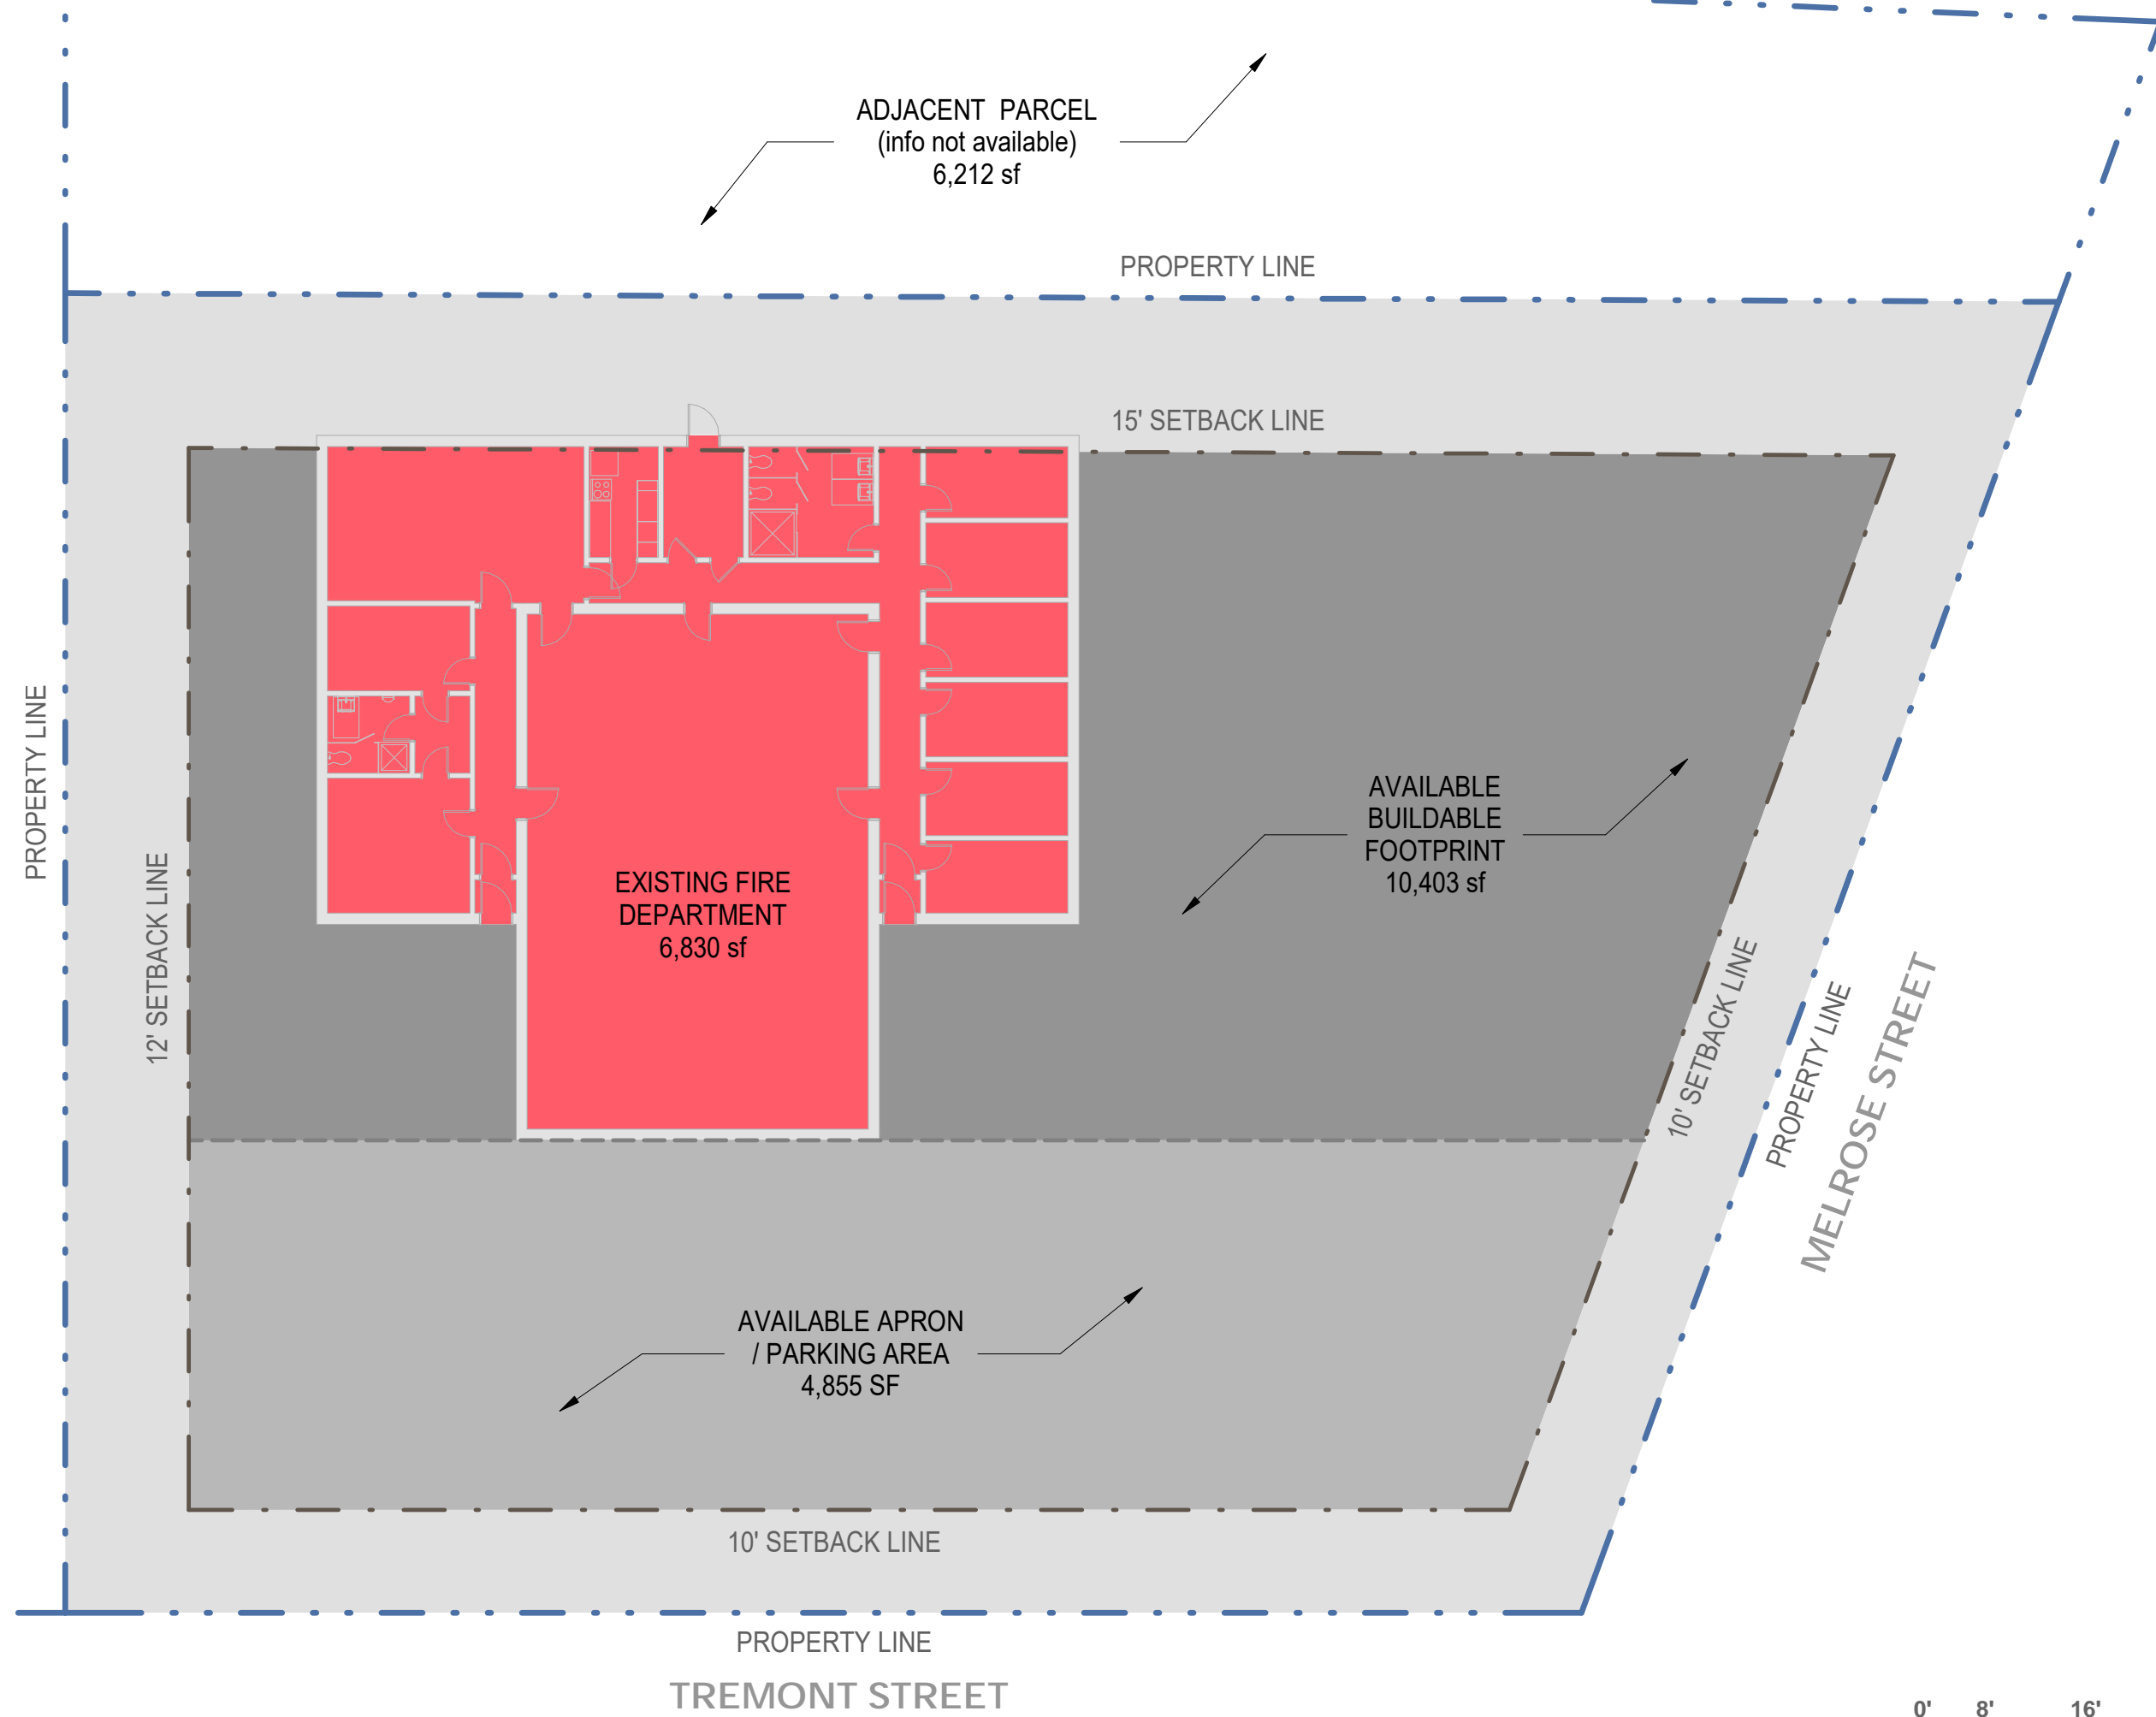 ADJACENT PARCEL
(info not available)
6,212 sf
PROPERTY LINE
15' SETBACK LINE
PROPERTY LINE
12' SETBACK LINE
AVAILABLE
BUILDABLE
FOOTPRINT
10,403 sf
EXISTING FIRE
DEPARTMENT
6,830 sf
10' SETBACK LINE
PROPERTY LINE
MELROSE STREET
AVAILABLE APRON
/ PARKING AREA
4,855 SF
10' SETBACK LINE
PROPERTY LINE
TREMONT STREET
0' 8' 16'